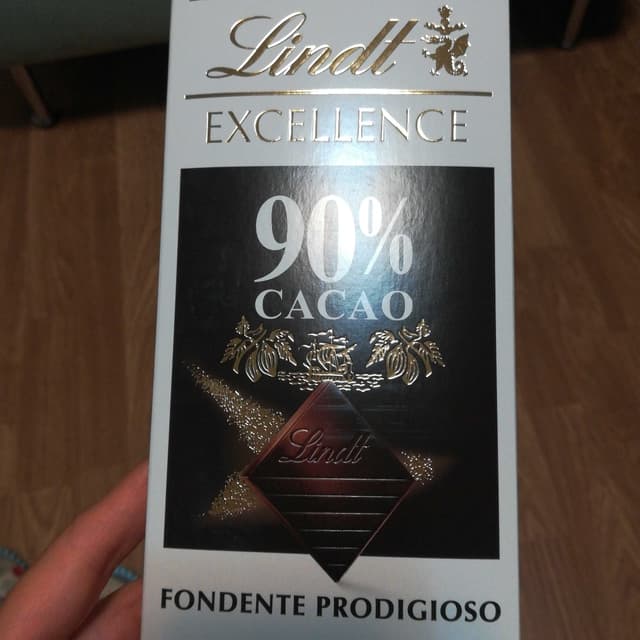 Lindt
EXCELLENCE
90%
CACAO
Lindt
FONDENTE PRODIGIOSO